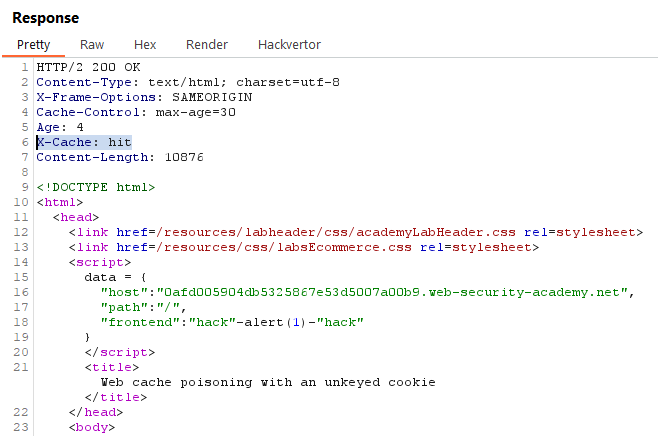 Response
Pretty Raw Hex Render Hackvertor
1 HTTP/2 200 OK
2 Content-Type: text/html; charset=utf-8
3 X-Frame-Options: SAMEORIGIN
4 Cache-Control: max-age=30
5 Age: 4
6 X-Cache: hit
7 Content-Length: 10876
8
9 <!DOCTYPE html>
10 <html>
11 <head>
12 <link href=/resources/labheader/css/academyLabHeader.css rel=stylesheet>
13 <link href=/resources/css/labsEcommerce.css rel=stylesheet>
14 <script>
15 data = {
16 "host":"0afd005904db5325867e53d5007a00b9.web-security-academy.net",
17 "path":"/",
18 "frontend":"hack"-alert(1)-"hack"
19 }
20 </script>
21 <title>
Web cache poisoning with an unkeyed cookie
</title>
22 </head>
23 <body>